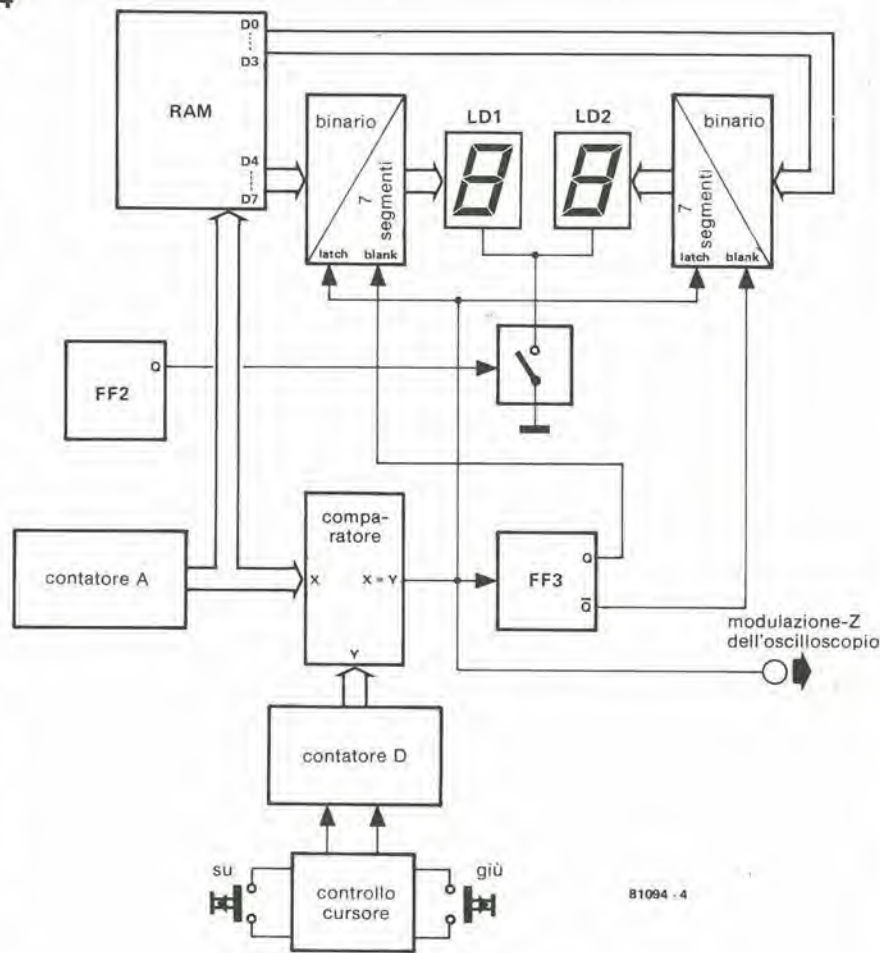 4
D0
D3
RAM
D4
D7
binario
7
segmenti
latch blank
LD1
LD2
binario
7
segmenti
latch blank
FF2
Q
contatore A
compa-
ratore
X
X = Y
Y
FF3
Q
Q̅
modulazione-Z
dell'oscilloscopio
contatore D
su
controllo
cursore
giù
81094 - 4